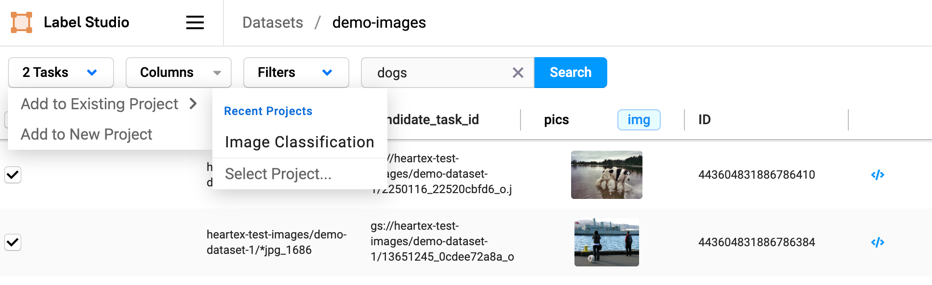 Label Studio
Datasets / demo-images
2 Tasks
Columns
Filters
dogs
Search
Add to Existing Project
Add to New Project
Recent Projects
Image Classification
Select Project...
ndidate_task_id
pics
img
ID
://heartex-test-
ages/demo-dataset-
1/2250116_22520cbfd6_o.j
443604831886786410
</>
heartex-test-images/demo-
dataset-1/*jpg_1686
gs://heartex-test-
images/demo-dataset-
1/13651245_0cdee72a8a_o
443604831886786384
</>